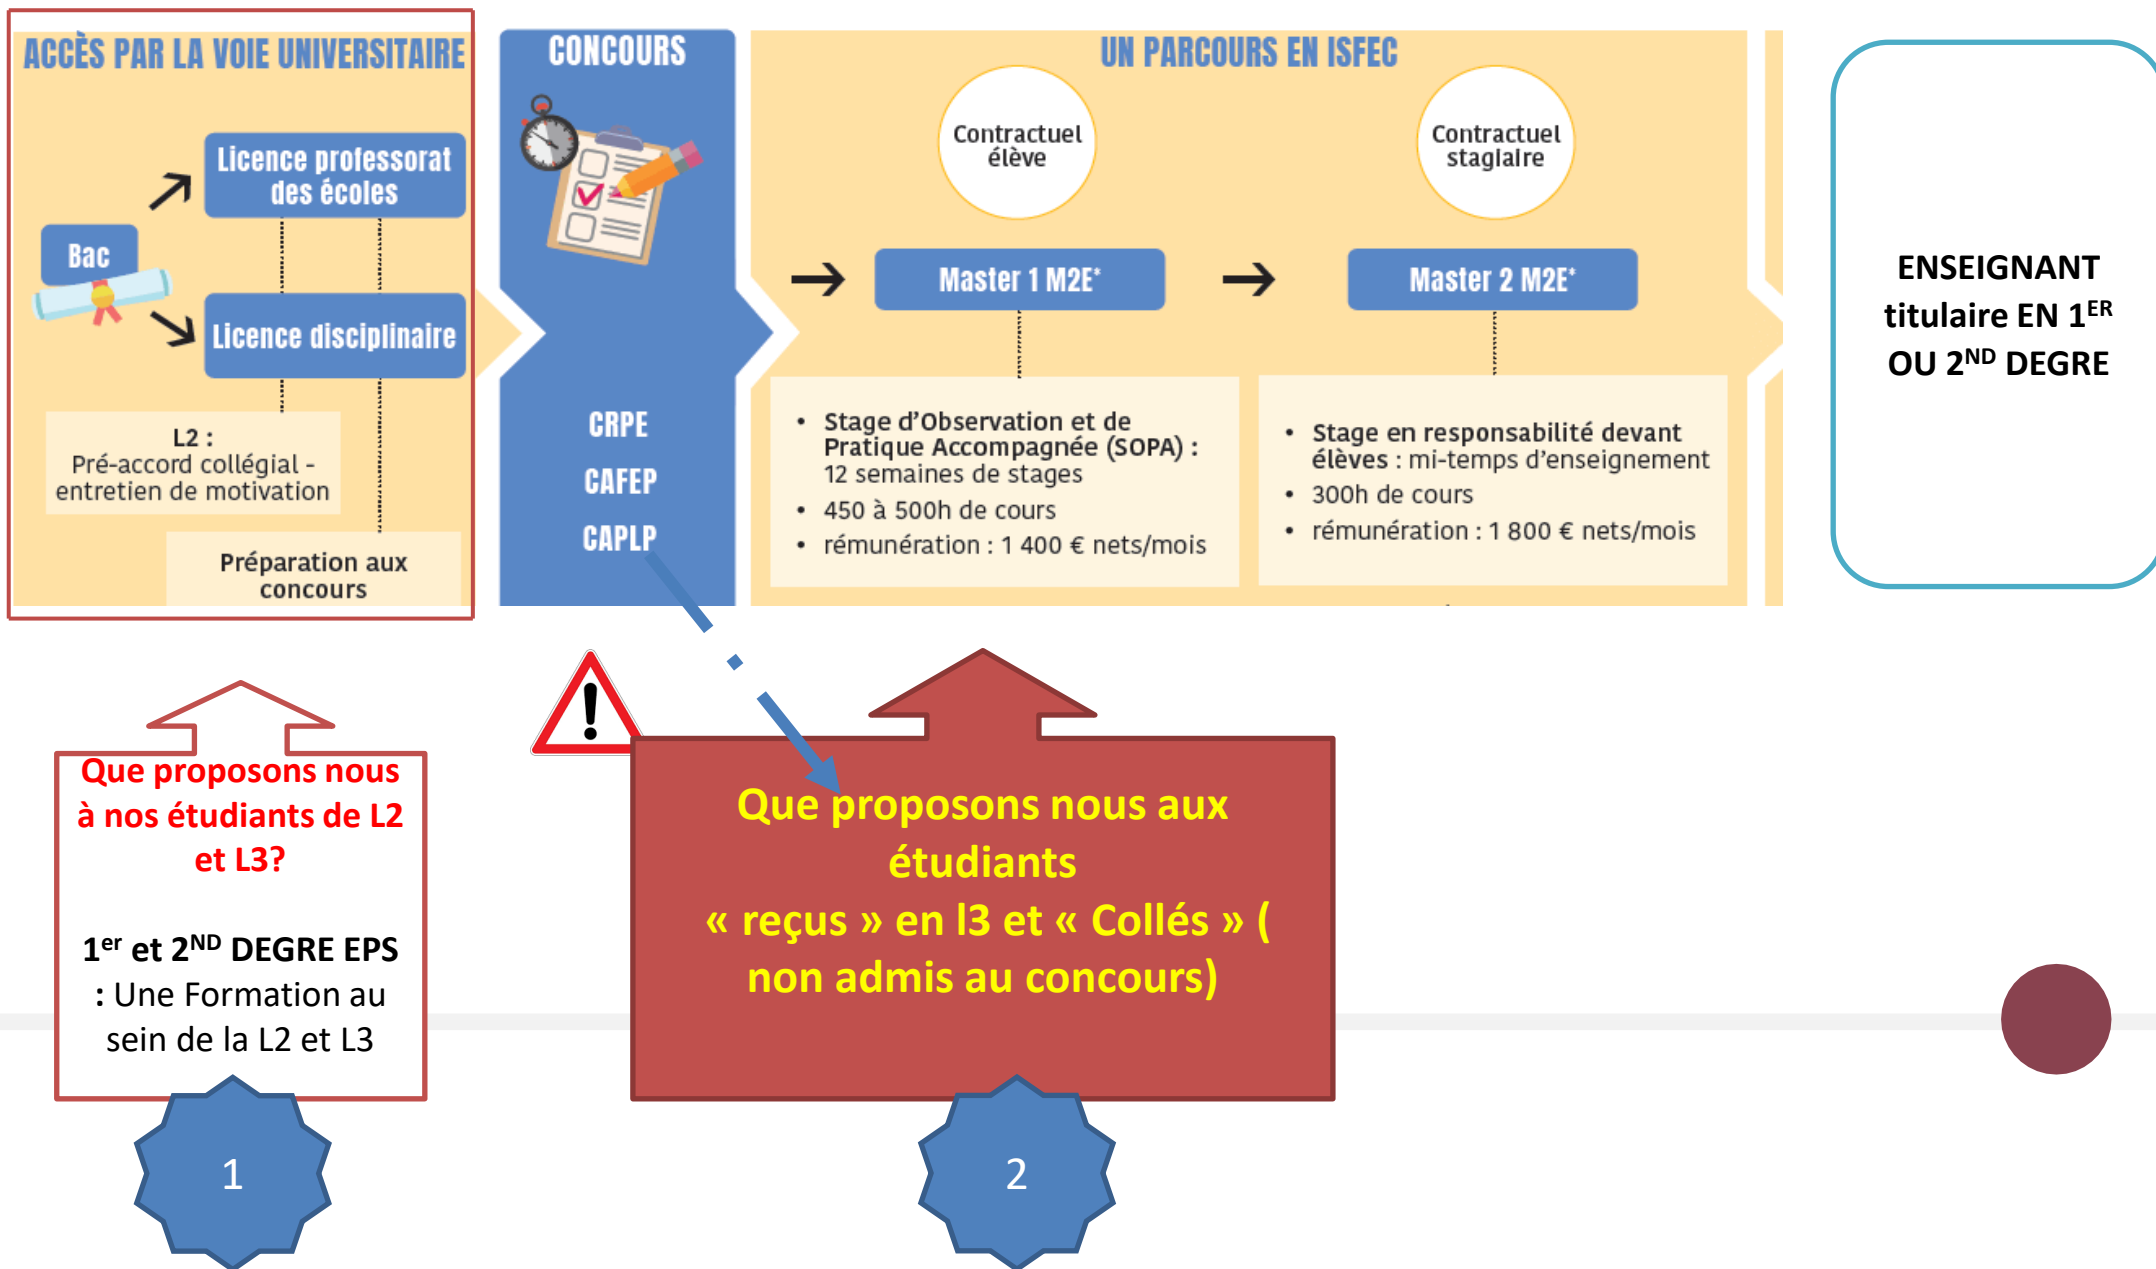 ACCÈS PAR LA VOIE UNIVERSITAIRE
Bac
Licence professorat
des écoles
Licence disciplinaire
L2 :
Pré-accord collégial -
entretien de motivation
Préparation aux
concours
CONCOURS
CRPE
CAFEP
CAPLP
UN PARCOURS EN ISFEC
Contractuel
élève
Master 1 M2E*
• Stage d'Observation et de
Pratique Accompagnée (SOPA) :
12 semaines de stages
• 450 à 500h de cours
• rémunération : 1 400 € nets/mois
Contractuel
stagiaire
Master 2 M2E*
• Stage en responsabilité devant
élèves : mi-temps d'enseignement
• 300h de cours
• rémunération : 1 800 € nets/mois
ENSEIGNANT
titulaire EN 1ER
OU 2ND DEGRE
Que proposons nous
à nos étudiants de L2
et L3?
1er et 2ND DEGRE EPS
: Une Formation au
sein de la L2 et L3
1
Que proposons nous aux
étudiants
« reçus » en l3 et « Collés » (
non admis au concours)
2